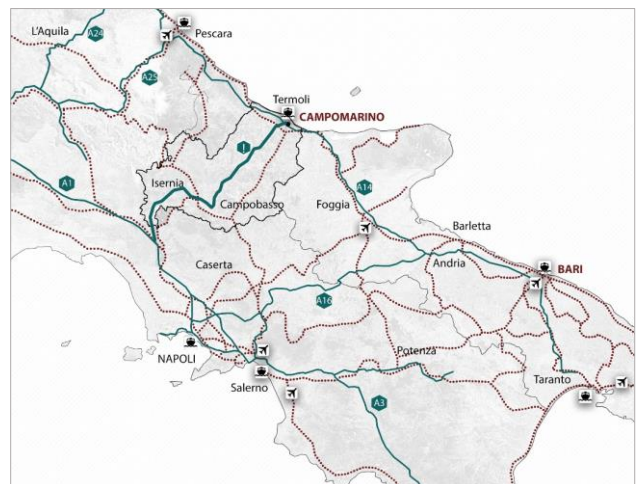 L'Aquila
A24
Pescara
A25
Termoli
CAMPOMARINO
I
A1
Isernia
Campobasso
Foggia
A14
Barletta
Caserta
Andria
BARI
A16
NAPOLI
Potenza
Salerno
Taranto
A3